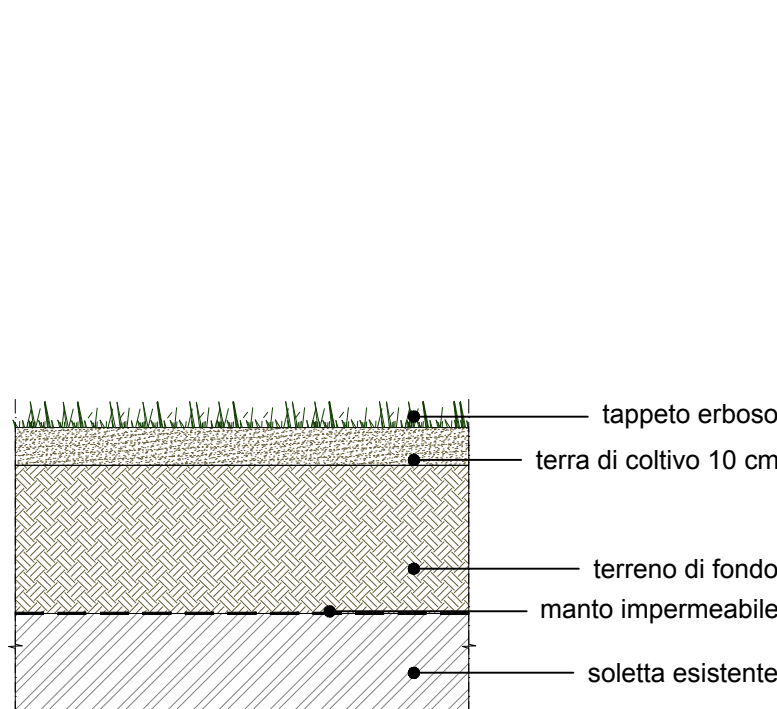 tappeto erboso
terra di coltivo 10 cm
terreno di fondo
manto impermeabile
soletta esistente